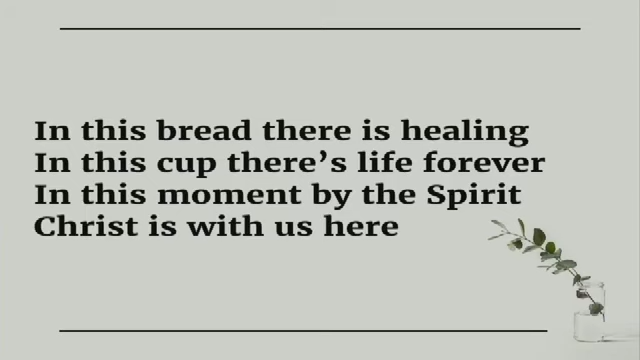 In this bread there is healing
In this cup there’s life forever
In this moment by the Spirit
Christ is with us here